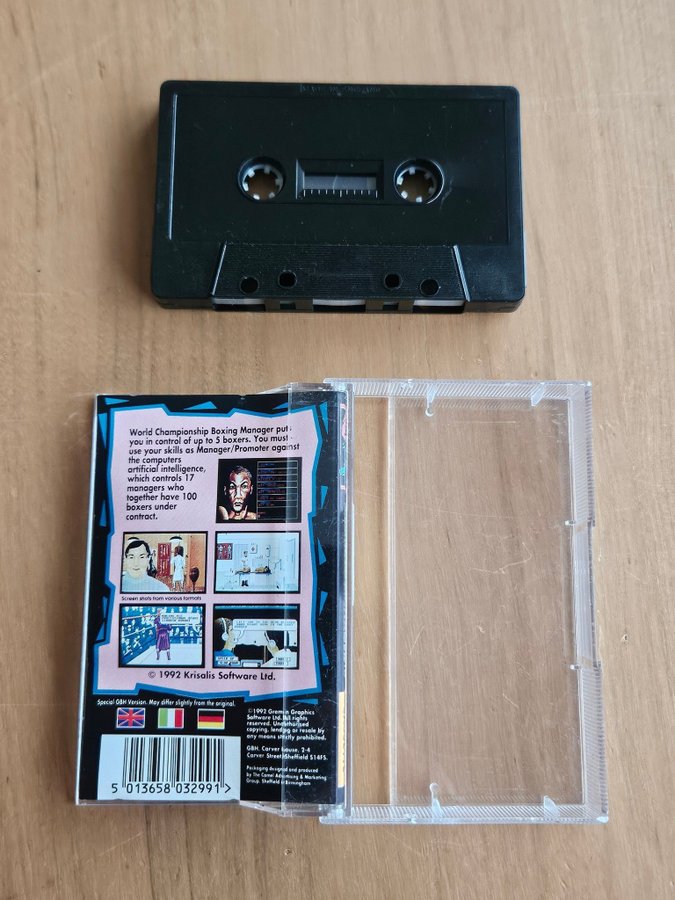 World Championship Boxing Manager puts
you in control of up to 5 boxers. You must
use your skills as Manager/Promoter against
the computers
artificial intelligence,
which controls 17
managers who
together have 100
boxers under
contract.
Screen shots from various formats
© 1992 Krisalis Software Ltd.
Special GBH Version. May differ slightly from the original.
©1992 Gremlin Graphics
Software Ltd. All rights
reserved. Unauthorised
copying, lending or resale by
any means strictly prohibited.
GBH, Carver house, 2-4
Carver Street Sheffield S14FS.
Packaging designed and produced
by The Camel Advertising & Marketing
Group. Sheffield Birmingham
5 013658 032991>